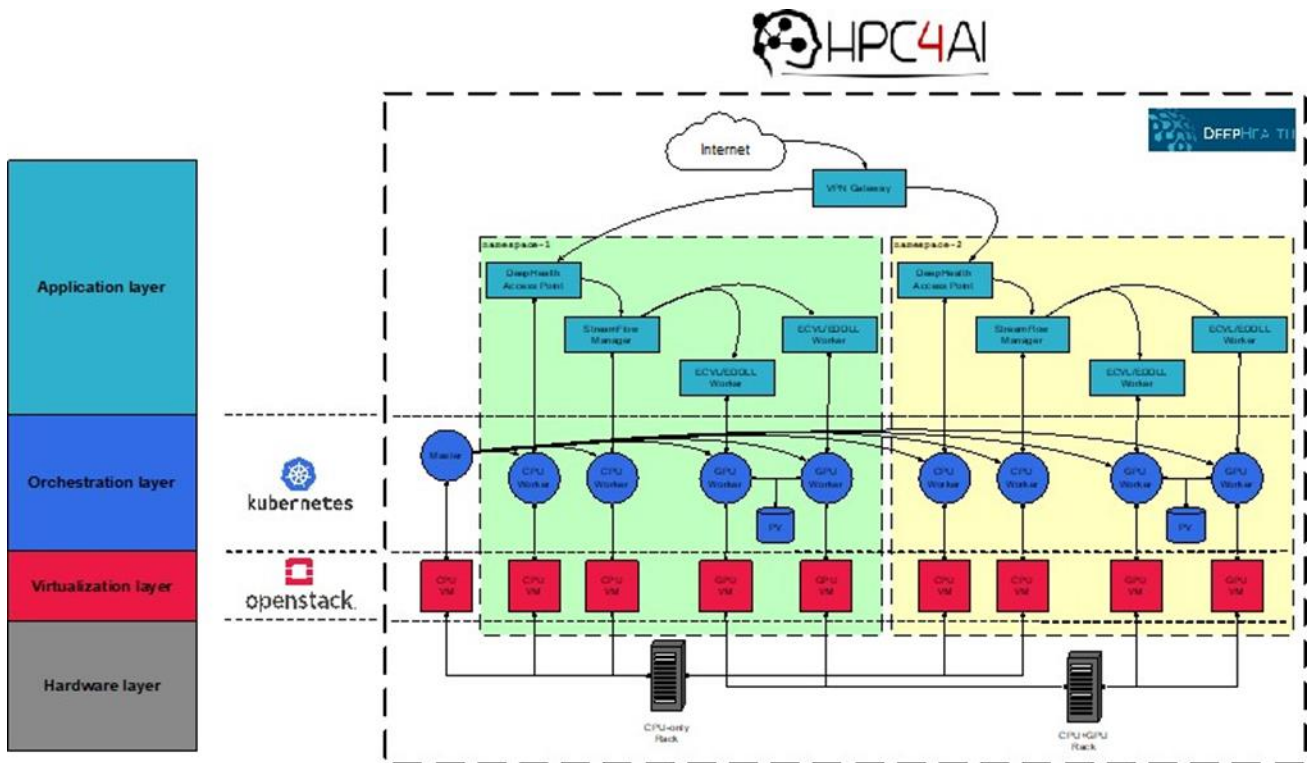 HPC4AI
DEEPHEALTH
Internet
VPN Gateway
namespace-1
namespace-2
DeepHealth
Access Point
DeepHealth
Access Point
StreamFlow
Manager
ECVL/EDDLL
Worker
StreamFlow
Manager
ECVL/EDDLL
Worker
ECVL/EDDLL
Worker
ECVL/EDDLL
Worker
Application layer
Orchestration layer
kubernetes
Master
CPU
Worker
CPU
Worker
GPU
Worker
GPU
Worker
CPU
Worker
CPU
Worker
GPU
Worker
GPU
Worker
PV
PV
Virtualization layer
openstack.
CPU
VM
CPU
VM
CPU
VM
GPU
VM
GPU
VM
CPU
VM
CPU
VM
GPU
VM
GPU
VM
Hardware layer
CPU-only
Rack
CPU+GPU
Rack